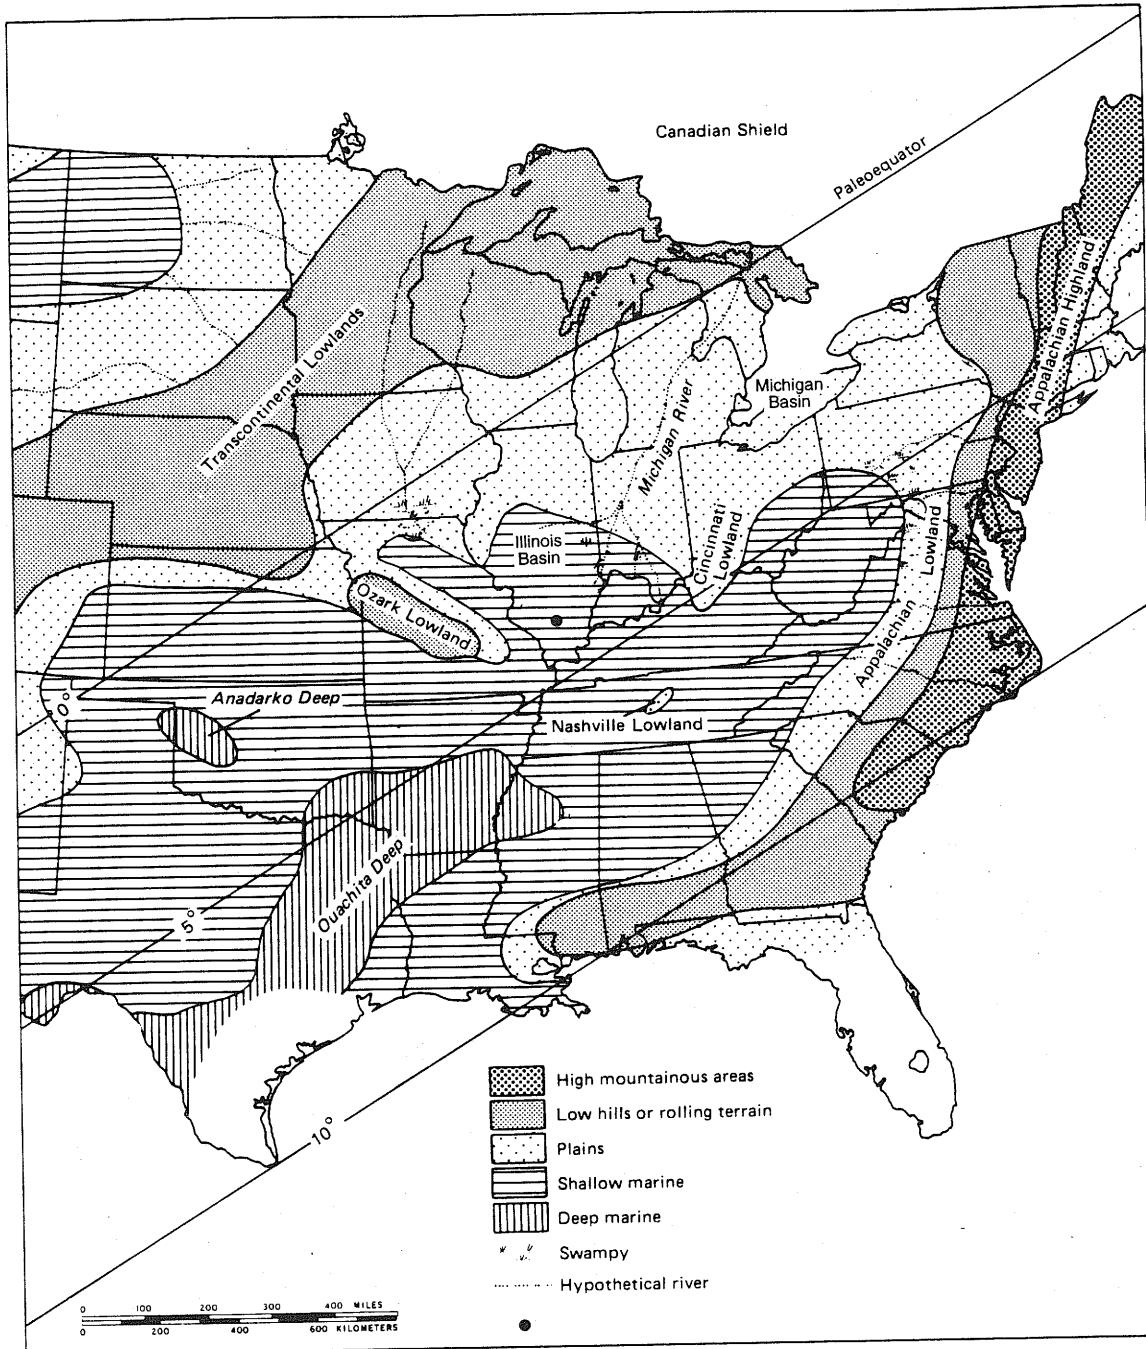 Canadian Shield
Paleoequator
Appalachian Highland
Transcontinental Lowlands
Michigan
Basin
Michigan River
Cincinnati
Lowland
Illinois
Basin
Lowland
Appalachian
Ozark Lowland
0°
Anadarko Deep
Nashville Lowland
Ouachita Deep
5°
10°
High mountainous areas
Low hills or rolling terrain
Plains
Shallow marine
Deep marine
Swampy
Hypothetical river
0 100 200 300 400 MILES
0 200 400 600 KILOMETERS